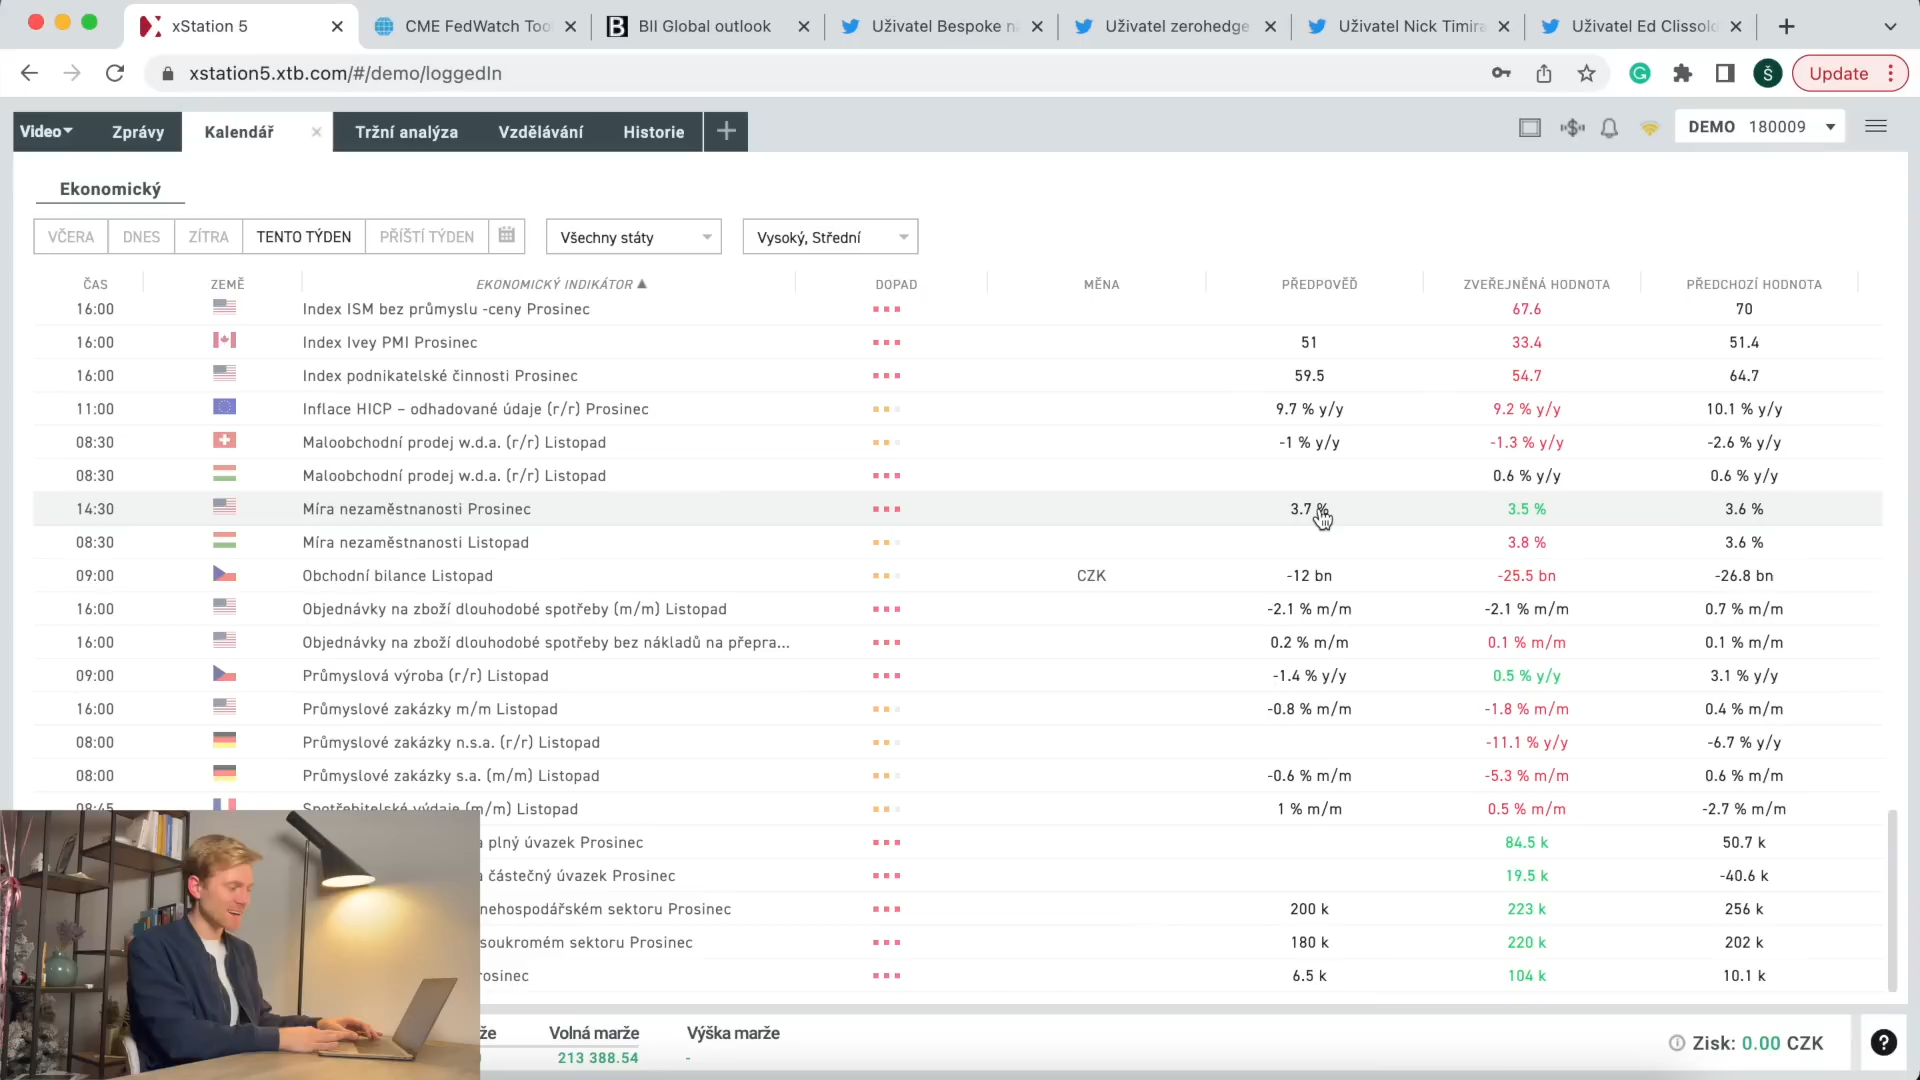 xStation 5
CME FedWatch Too
BII Global outlook
Uživatel Bespoke n
Uživatel zerohedge
Uživatel Nick Timira
Uživatel Ed Clissol
xstation5.xtb.com/#/demo/loggedIn
Š
Update
Video
Zprávy
Kalendář
Tržní analýza
Vzdělávání
Historie
DEMO 180009
Ekonomický
VČERA
DNES
ZÍTRA
TENTO TÝDEN
PŘÍŠTÍ TÝDEN
Všechny státy
Vysoký, Střední
ČAS ZEMĚ EKONOMICKÝ INDIKÁTOR ▲ DOPAD MĚNA PŘEDPOVĚĎ ZVEŘEJNĚNÁ HODNOTA PŘEDCHOZÍ HODNOTA
16:00 Index ISM bez průmyslu -ceny Prosinec 67.6 70
16:00 Index Ivey PMI Prosinec 51 33.4 51.4
16:00 Index podnikatelské činnosti Prosinec 59.5 54.7 64.7
11:00 Inflace HICP – odhadované údaje (r/r) Prosinec 9.7 % y/y 9.2 % y/y 10.1 % y/y
08:30 Maloobchodní prodej w.d.a. (r/r) Listopad -1 % y/y -1.3 % y/y -2.6 % y/y
08:30 Maloobchodní prodej w.d.a. (r/r) Listopad 0.6 % y/y 0.6 % y/y
14:30 Míra nezaměstnanosti Prosinec 3.7 % 3.5 % 3.6 %
08:30 Míra nezaměstnanosti Listopad 3.8 % 3.6 %
09:00 Obchodní bilance Listopad CZK -12 bn -25.5 bn -26.8 bn
16:00 Objednávky na zboží dlouhodobé spotřeby (m/m) Listopad -2.1 % m/m -2.1 % m/m 0.7 % m/m
16:00 Objednávky na zboží dlouhodobé spotřeby bez nákladů na přepra... 0.2 % m/m 0.1 % m/m 0.1 % m/m
09:00 Průmyslová výroba (r/r) Listopad -1.4 % y/y 0.5 % y/y 3.1 % y/y
16:00 Průmyslové zakázky m/m Listopad -0.8 % m/m -1.8 % m/m 0.4 % m/m
08:00 Průmyslové zakázky n.s.a. (r/r) Listopad -11.1 % y/y -6.7 % y/y
08:00 Průmyslové zakázky s.a. (m/m) Listopad -0.6 % m/m -5.3 % m/m 0.6 % m/m
08:45 Spotřebitelské výdaje (m/m) Listopad 1 % m/m 0.5 % m/m -2.7 % m/m
a plný úvazek Prosinec 84.5 k 50.7 k
a částečný úvazek Prosinec 19.5 k -40.6 k
nehospodářském sektoru Prosinec 200 k 223 k 256 k
soukromém sektoru Prosinec 180 k 220 k 202 k
rosinec 6.5 k 104 k 10.1 k
že
Volná marže
213 388.54
Výška marže
-
Zisk: 0.00 CZK
?